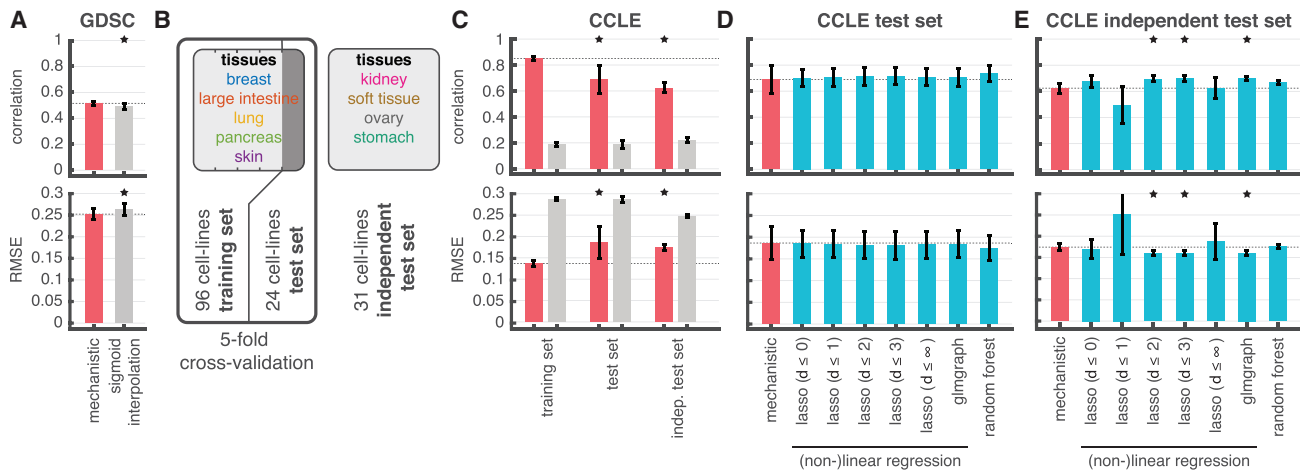 A
GDSC
correlation
1
0.8
0.6
0.4
0.2
0
RMSE
0.3
0.25
0.2
0.15
0.1
0.05
0
mechanistic
sigmoid
interpolation
B
tissues
breast
large intestine
lung
pancreas
skin
tissues
kidney
soft tissue
ovary
stomach
96 cell-lines
training set
24 cell-lines
test set
31 cell-lines
independent
test set
5-fold
cross-validation
C
CCLE
correlation
1
0.8
0.6
0.4
0.2
0
RMSE
0.3
0.25
0.2
0.15
0.1
0.05
0
training set
test set
indep. test set
D
CCLE test set
mechanistic
lasso (d ≤ 0)
lasso (d ≤ 1)
lasso (d ≤ 2)
lasso (d ≤ 3)
lasso (d ≤ ∞)
glmgraph
random forest
(non-)linear regression
E
CCLE independent test set
mechanistic
lasso (d ≤ 0)
lasso (d ≤ 1)
lasso (d ≤ 2)
lasso (d ≤ 3)
lasso (d ≤ ∞)
glmgraph
random forest
(non-)linear regression